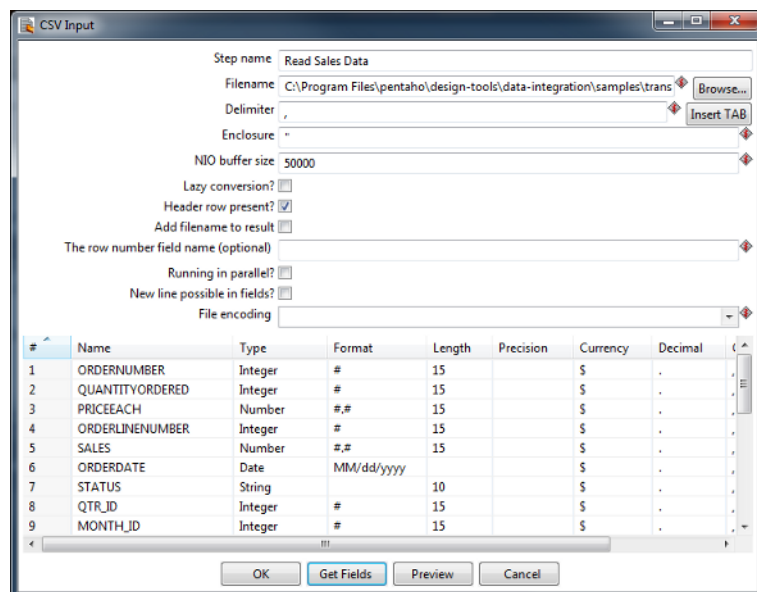 CSV Input
Step name Read Sales Data
Filename C:\Program Files\pentaho\design-tools\data-integration\samples\trans Browse...
Delimiter , Insert TAB
Enclosure "
NIO buffer size 50000
Lazy conversion?
Header row present?
Add filename to result
The row number field name (optional)
Running in parallel?
New line possible in fields?
File encoding
# Name Type Format Length Precision Currency Decimal
1 ORDERNUMBER Integer # 15 $ . ,
2 QUANTITYORDERED Integer # 15 $ . ,
3 PRICEEACH Number #.# 15 $ . ,
4 ORDERLINENUMBER Integer # 15 $ . ,
5 SALES Number #.# 15 $ . ,
6 ORDERDATE Date MM/dd/yyyy $ . ,
7 STATUS String 10 $ . ,
8 QTR_ID Integer # 15 $ . ,
9 MONTH_ID Integer # 15 $ . ,
OK Get Fields Preview Cancel